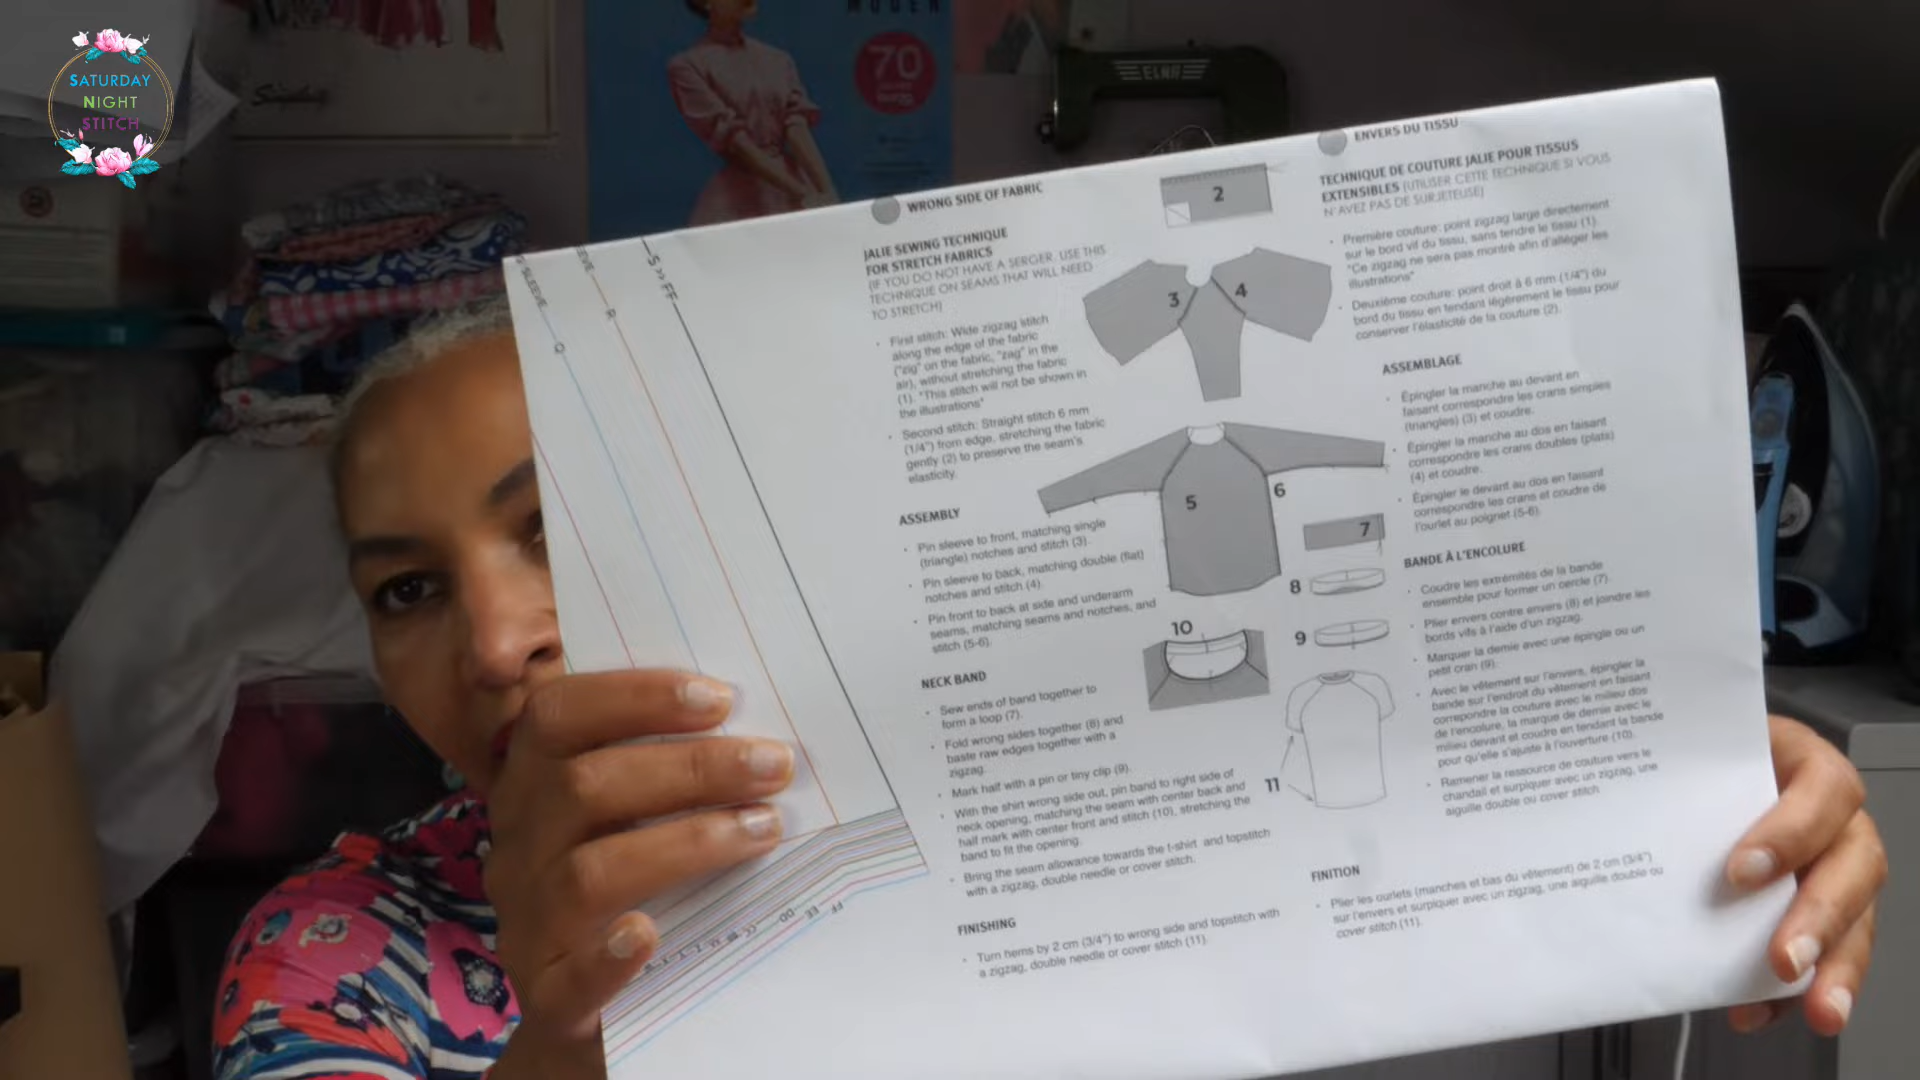 SATURDAY
NIGHT
STITCH
MODEN
70
ELNA
WRONG SIDE OF FABRIC
JALIE SEWING TECHNIQUE
FOR STRETCH FABRICS
(IF YOU DO NOT HAVE A SERGER, USE THIS
TECHNIQUE ON SEAMS THAT WILL NEED
TO STRETCH)
• First stitch: Wide zigzag stitch
along the edge of the fabric
("zig" on the fabric, "zag" in the
air), without stretching the fabric
(1). "This stitch will not be shown in
the illustrations"
• Second stitch: Straight stitch 6 mm
(1/4") from edge, stretching the fabric
gently (2) to preserve the seam's
elasticity.
ASSEMBLY
• Pin sleeve to front, matching single
(triangle) notches and stitch (3).
• Pin sleeve to back, matching double (flat)
notches and stitch (4).
• Pin front to back at side and underarm
seams, matching seams and notches, and
stitch (5-6).
NECK BAND
• Sew ends of band together to
form a loop (7).
• Fold wrong sides together (8) and
baste raw edges together with a
zigzag.
• Mark half with a pin or tiny clip (9).
• With the shirt wrong side out, pin band to right side of
neck opening, matching the seam with center back and
half mark with center front and stitch (10), stretching the
band to fit the opening.
• Bring the seam allowance towards the t-shirt and topstitch
with a zigzag, double needle or cover stitch.
FINISHING
• Turn hems by 2 cm (3/4") to wrong side and topstitch with
a zigzag, double needle or cover stitch (11).
2
3
4
5
6
7
8
9
10
11
ENVERS DU TISSU
TECHNIQUE DE COUTURE JALIE POUR TISSUS
EXTENSIBLES (UTILISER CETTE TECHNIQUE SI VOUS
N'AVEZ PAS DE SURJETEUSE)
• Première couture: point zigzag large directement
sur le bord vif du tissu, sans tendre le tissu (1).
"Ce zigzag ne sera pas montré afin d'alléger les
illustrations"
• Deuxième couture: point droit à 6 mm (1/4") du
bord du tissu en tendant légèrement le tissu pour
conserver l'élasticité de la couture (2).
ASSEMBLAGE
• Épingler la manche au devant en
faisant correspondre les crans simples
(triangles) (3) et coudre.
• Épingler la manche au dos en faisant
correspondre les crans doubles (plats)
(4) et coudre.
• Épingler le devant au dos en faisant
correspondre les crans et coudre de
l'ourlet au poignet (5-6).
BANDE À L'ENCOLURE
• Coudre les extrémités de la bande
ensemble pour former un cercle (7).
• Plier envers contre envers (8) et joindre les
bords vifs à l'aide d'un zigzag.
• Marquer la demie avec une épingle ou un
petit cran (9).
• Avec le vêtement sur l'envers, épingler la
bande sur l'endroit du vêtement en faisant
correpondre la couture avec le milieu dos
de l'encolure, la marque de demie avec le
milieu devant et coudre en tendant la bande
pour qu'elle s'ajuste à l'ouverture (10).
• Ramener la ressource de couture vers le
chandail et surpiquer avec un zigzag, une
aiguille double ou cover stitch.
FINITION
• Plier les ourlets (manches et bas du vêtement) de 2 cm (3/4")
sur l'envers et surpiquer avec un zigzag, une aiguille double ou
cover stitch (11).
SLEEVE
Q
R
S >> FF
CC
DD
EE
FF